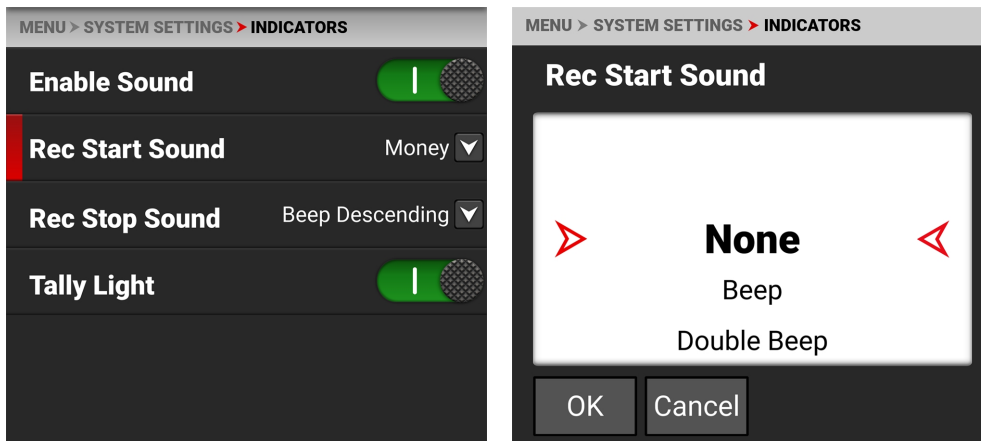 MENU > SYSTEM SETTINGS > INDICATORS
Enable Sound
Rec Start Sound Money
Rec Stop Sound Beep Descending
Tally Light
MENU > SYSTEM SETTINGS > INDICATORS
Rec Start Sound
None
Beep
Double Beep
OK Cancel